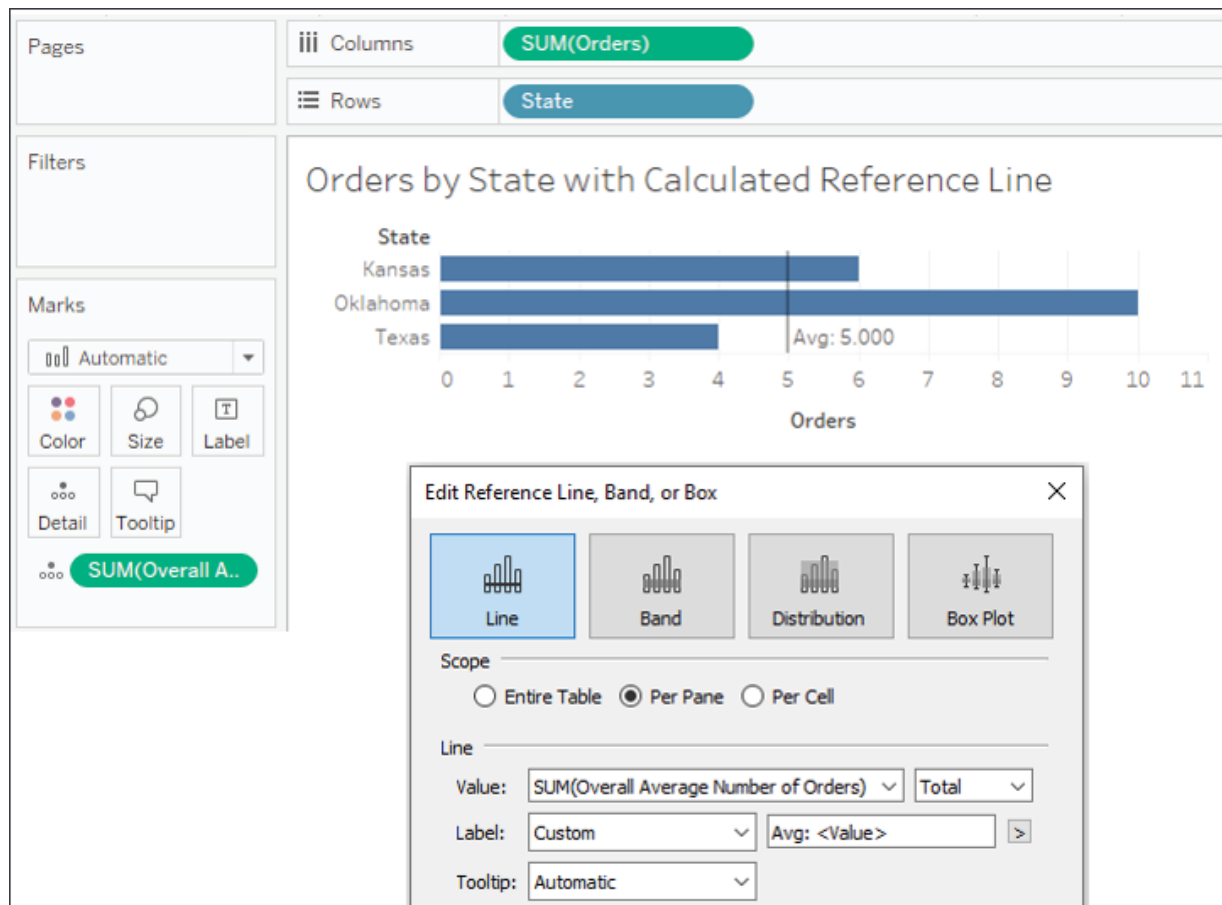 Pages
Columns
SUM(Orders)
Rows
State
Filters
Orders by State with Calculated Reference Line
State
Kansas
Oklahoma
Texas
Avg: 5.000
0 1 2 3 4 5 6 7 8 9 10 11
Orders
Marks
Automatic
Color Size Label
T
Detail Tooltip
SUM(Overall A..
Edit Reference Line, Band, or Box
Line Band Distribution Box Plot
Scope
Entire Table Per Pane Per Cell
Line
Value: SUM(Overall Average Number of Orders) Total
Label: Custom Avg: <Value> >
Tooltip: Automatic